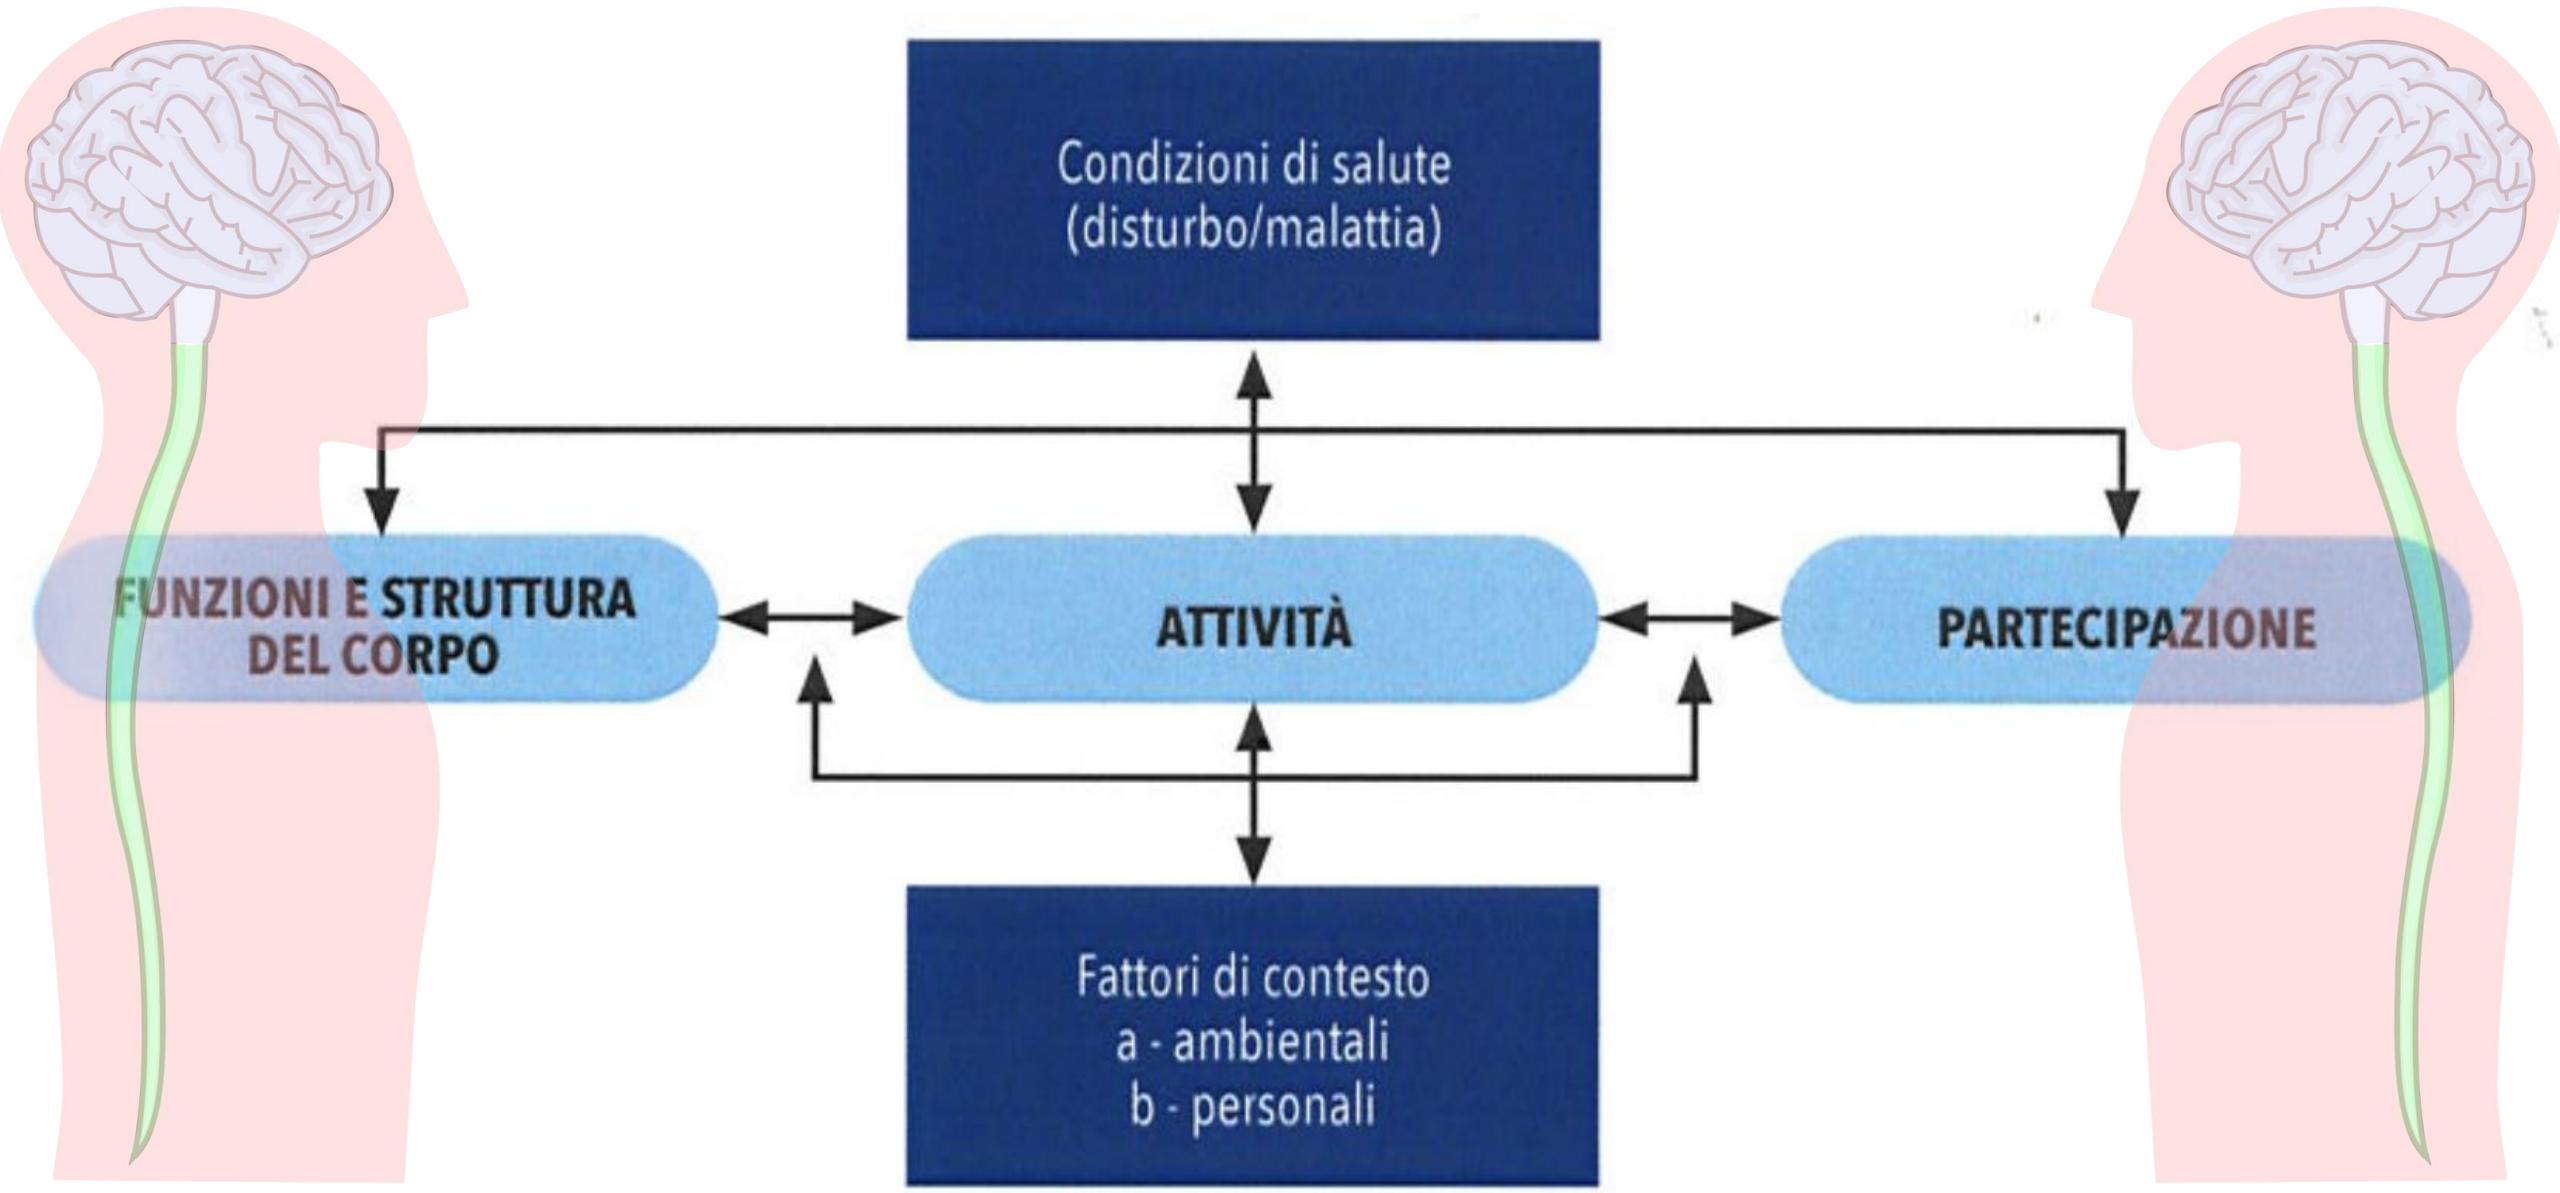 Condizioni di salute
(disturbo/malattia)
FUNZIONI E STRUTTURA
DEL CORPO
ATTIVITÀ
PARTECIPAZIONE
Fattori di contesto
a - ambientali
b - personali